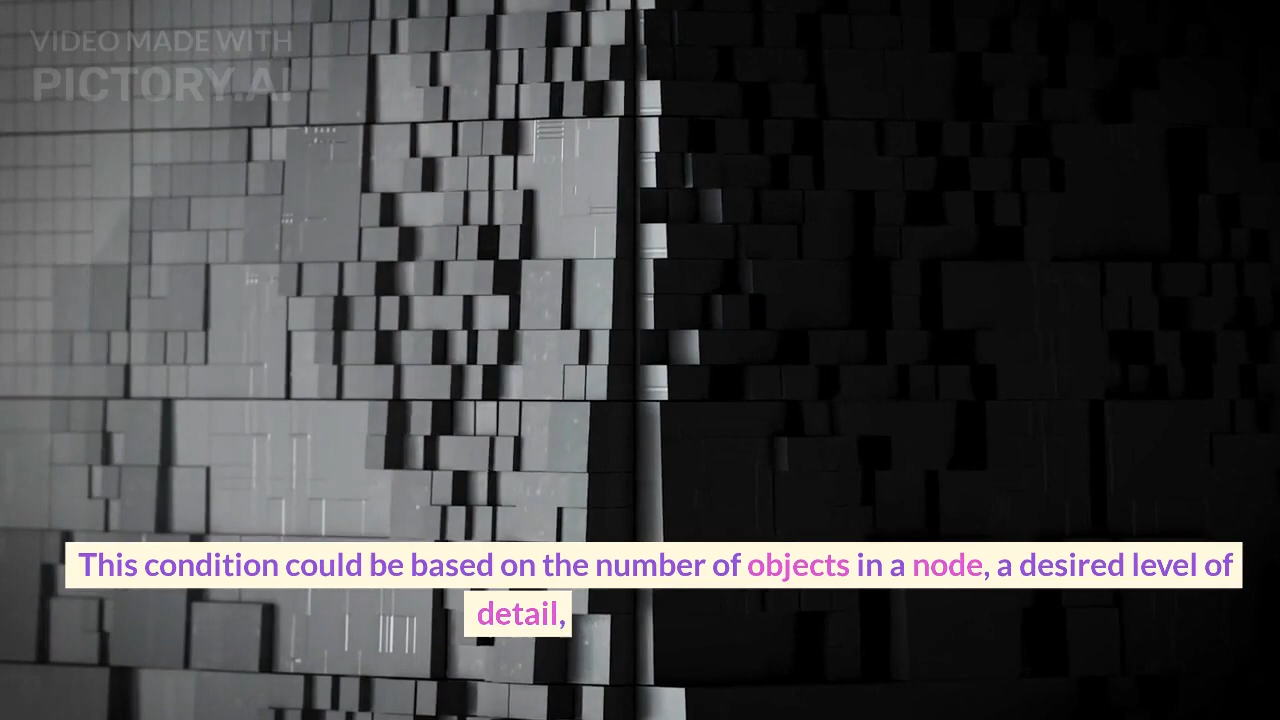 VIDEO MADE WITH
PICTORY.AI
This condition could be based on the number of objects in a node, a desired level of
detail,